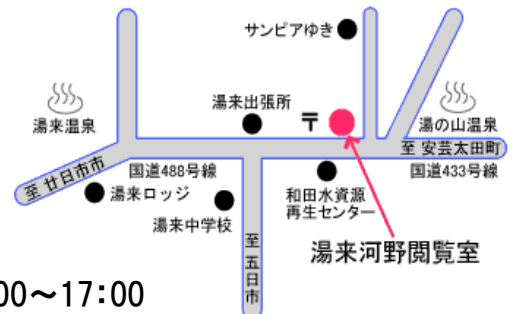 サンピアゆき
湯来出張所
〒
湯来温泉
湯の山温泉
至 安芸太田町
国道488号線
国道433号線
至 廿日市市
湯来ロッジ
和田水資源
再生センター
湯来中学校
至 五日市
湯来河野閲覧室
00～17:00